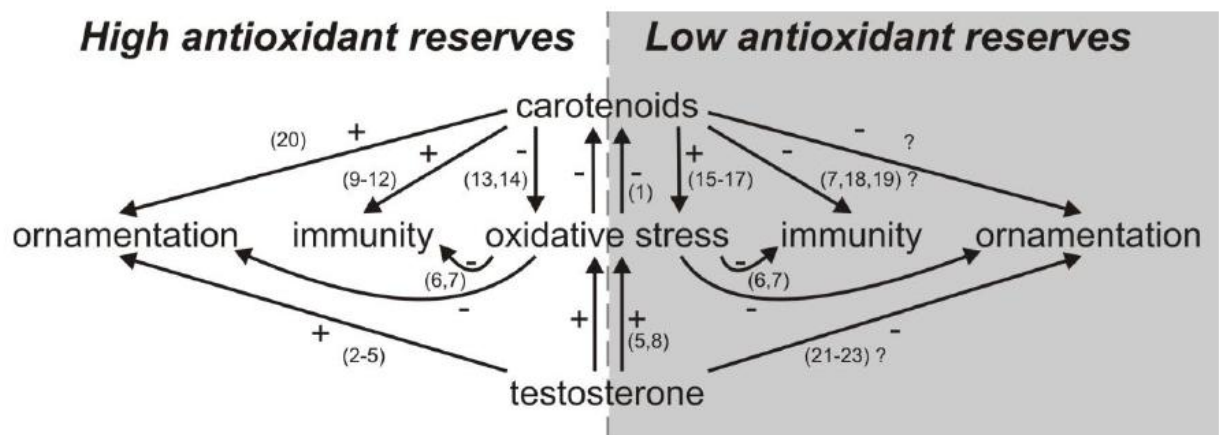 High antioxidant reserves Low antioxidant reserves
carotenoids
(20) + + - - - + - - ?
(9-12) (13,14) (1) (15-17) (7,18,19) ?
ornamentation immunity oxidative stress immunity ornamentation
- (6,7) - - (6,7) -
+ (2-5) + + (5,8) - (21-23) ?
testosterone